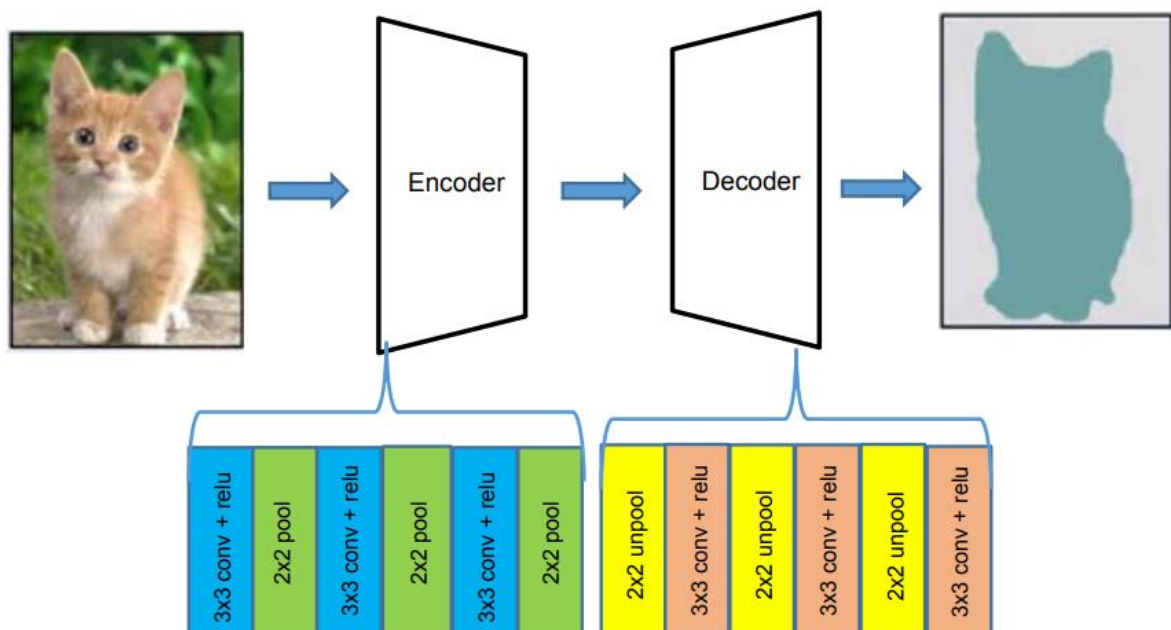 Encoder
Decoder
3x3 conv + relu
2x2 pool
3x3 conv + relu
2x2 pool
3x3 conv + relu
2x2 pool
2x2 unpool
3x3 conv + relu
2x2 unpool
3x3 conv + relu
2x2 unpool
3x3 conv + relu